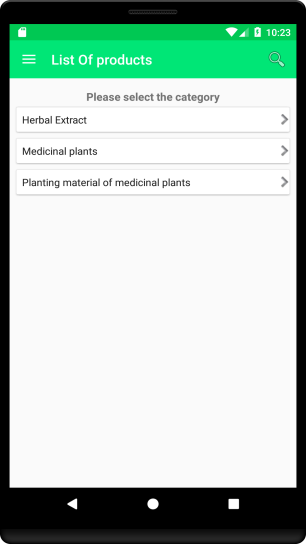 10:23
List Of products
Please select the category
Herbal Extract
Medicinal plants
Planting material of medicinal plants